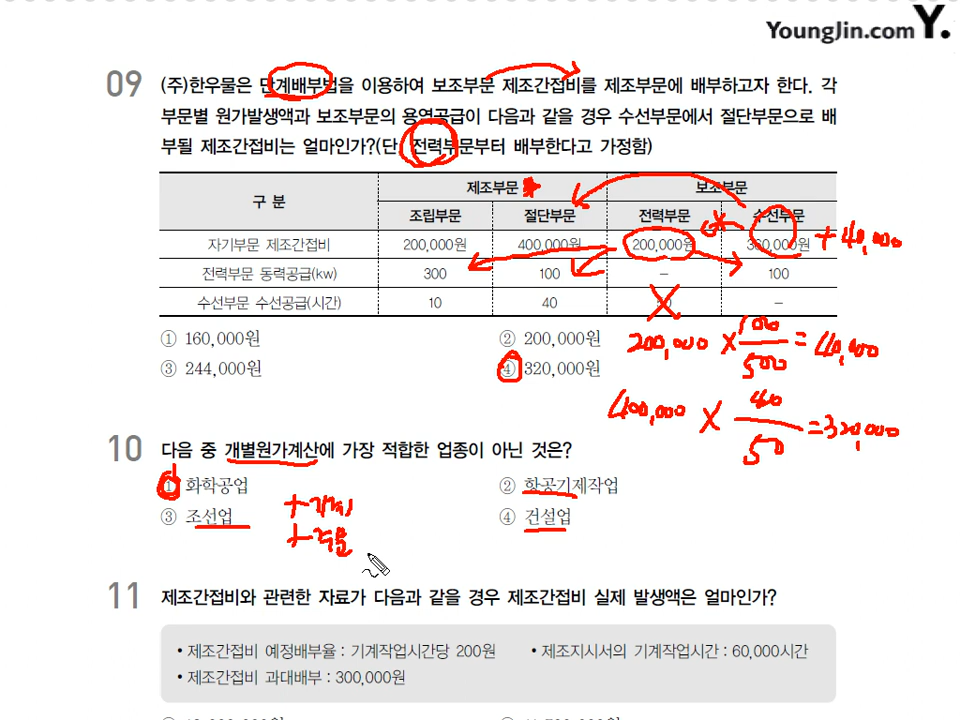 YoungJin.com Y.
09 (주)한우물은 단계배부법을 이용하여 보조부문 제조간접비를 제조부문에 배부하고자 한다. 각
부문별 원가발생액과 보조부문의 용역공급이 다음과 같을 경우 수선부문에서 절단부문으로 배
부될 제조간접비는 얼마인가?(단, 전력부문부터 배부한다고 가정함)
구 분 제조부문 보조부문
조립부문 절단부문 전력부문 수선부문
자기부문 제조간접비 200,000원 400,000원 200,000원 360,000원 + 40,000
전력부문 동력공급(kw) 300 100 – 100
수선부문 수선공급(시간) 10 40 –
① 160,000원 ② 200,000원
200,000 × 100/500 = 40,000
③ 244,000원 ④ 320,000원
400,000 × 40/50 = 320,000
10 다음 중 개별원가계산에 가장 적합한 업종이 아닌 것은?
① 화학공업 ② 항공기제작업
③ 조선업 ④ 건설업
11 제조간접비와 관련한 자료가 다음과 같을 경우 제조간접비 실제 발생액은 얼마인가?
• 제조간접비 예정배부율 : 기계작업시간당 200원 • 제조지시서의 기계작업시간 : 60,000시간
• 제조간접비 과대배부 : 300,000원